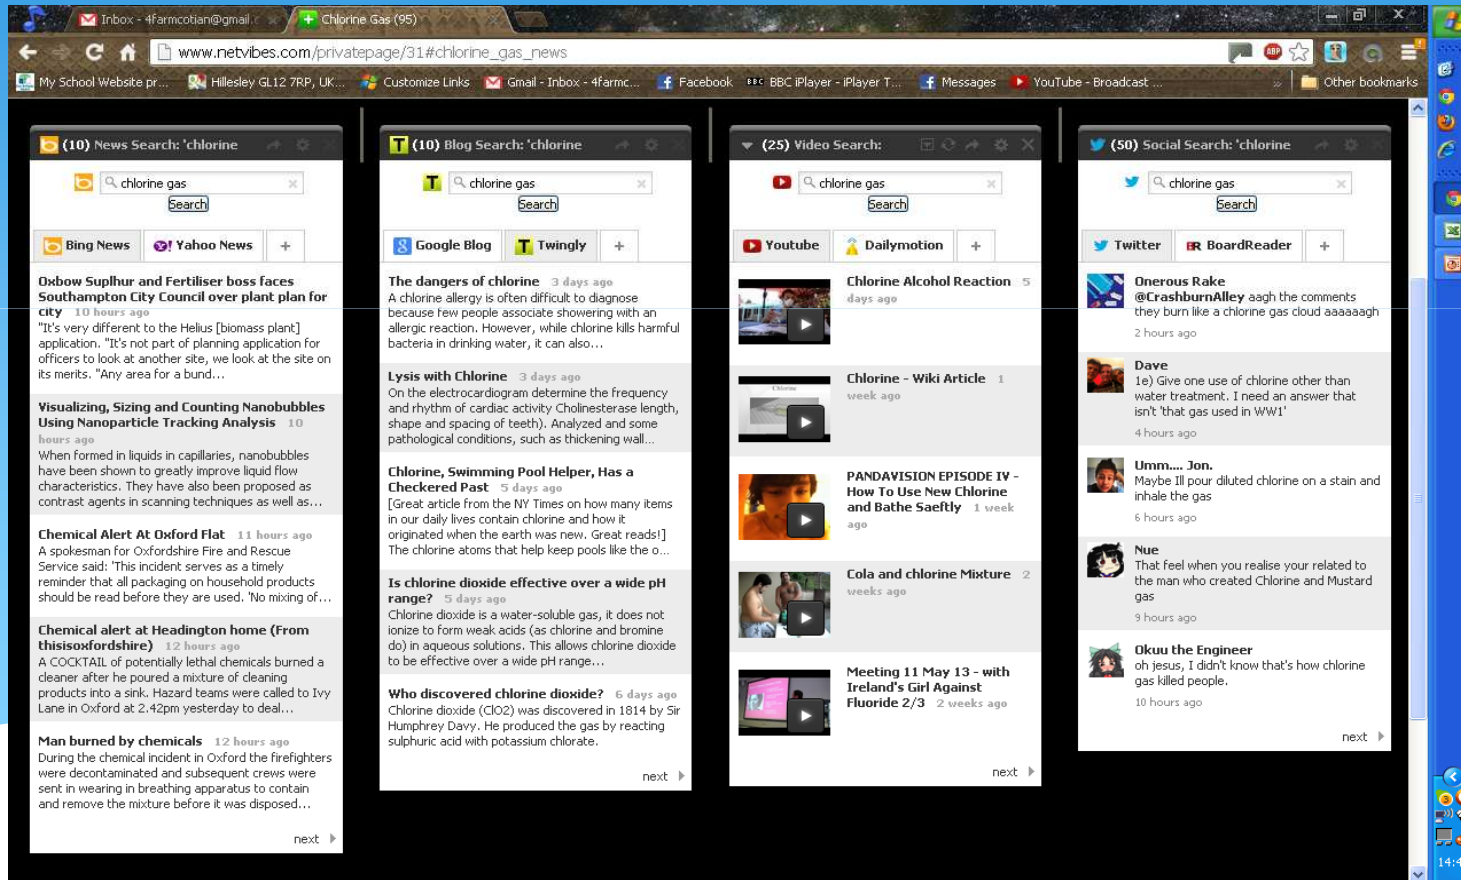 Inbox - 4farmcotian@gmail.c
Chlorine Gas (95)
www.netvibes.com/privatepage/31#chlorine_gas_news
My School Website pr...
Hillesley GL12 7RP, UK...
Customize Links
Gmail - Inbox - 4farmc...
Facebook
BBC iPlayer - iPlayer T...
Messages
YouTube - Broadcast ...
Other bookmarks
(10) News Search: 'chlorine
chlorine gas
Search
Bing News
Yahoo News
+
Oxbow Suplhur and Fertiliser boss faces
Southampton City Council over plant plan for
city 10 hours ago
"It's very different to the Helius [biomass plant]
application. "It's not part of planning application for
officers to look at another site, we look at the site on
its merits. "Any area for a bund...
Visualizing, Sizing and Counting Nanobubbles
Using Nanoparticle Tracking Analysis 10
hours ago
When formed in liquids in capillaries, nanobubbles
have been shown to greatly improve liquid flow
characteristics. They have also been proposed as
contrast agents in scanning techniques as well as...
Chemical Alert At Oxford Flat 11 hours ago
A spokesman for Oxfordshire Fire and Rescue
Service said: 'This incident serves as a timely
reminder that all packaging on household products
should be read before they are used. 'No mixing of...
Chemical alert at Headington home (From
thisisoxfordshire) 12 hours ago
A COCKTAIL of potentially lethal chemicals burned a
cleaner after he poured a mixture of cleaning
products into a sink. Hazard teams were called to Ivy
Lane in Oxford at 2.42pm yesterday to deal...
Man burned by chemicals 12 hours ago
During the chemical incident in Oxford the firefighters
were decontaminated and subsequent crews were
sent in wearing in breathing apparatus to contain
and remove the mixture before it was disposed...
next
(10) Blog Search: 'chlorine
chlorine gas
Search
Google Blog
Twingly
+
The dangers of chlorine 3 days ago
A chlorine allergy is often difficult to diagnose
because few people associate showering with an
allergic reaction. However, while chlorine kills harmful
bacteria in drinking water, it can also...
Lysis with Chlorine 3 days ago
On the electrocardiogram determine the frequency
and rhythm of cardiac activity Cholinesterase length,
shape and spacing of teeth). Analyzed and some
pathological conditions, such as thickening wall...
Chlorine, Swimming Pool Helper, Has a
Checkered Past 5 days ago
[Great article from the NY Times on how many items
in our daily lives contain chlorine and how it
originated when the earth was new. Great reads!]
The chlorine atoms that help keep pools like the o...
Is chlorine dioxide effective over a wide pH
range? 5 days ago
Chlorine dioxide is a water-soluble gas, it does not
ionize to form weak acids (as chlorine and bromine
do) in aqueous solutions. This allows chlorine dioxide
to be effective over a wide pH range...
Who discovered chlorine dioxide? 6 days ago
Chlorine dioxide (ClO2) was discovered in 1814 by Sir
Humphrey Davy. He produced the gas by reacting
sulphuric acid with potassium chlorate.
next
(25) Video Search:
chlorine gas
Search
Youtube
Dailymotion
+
Chlorine Alcohol Reaction 5
days ago
Chlorine - Wiki Article 1
week ago
PANDAVISION EPISODE IV -
How To Use New Chlorine
and Bathe Saeftly 1 week
ago
Cola and chlorine Mixture 2
weeks ago
Meeting 11 May 13 - with
Ireland's Girl Against
Fluoride 2/3 2 weeks ago
next
(50) Social Search: 'chlorine
chlorine gas
Search
Twitter
BoardReader
+
Onerous Rake
@CrashburnAlley aagh the comments
they burn like a chlorine gas cloud aaaaaagh
2 hours ago
Dave
1e) Give one use of chlorine other than
water treatment. I need an answer that
isn't 'that gas used in WW1'
4 hours ago
Umm.... Jon.
Maybe Ill pour diluted chlorine on a stain and
inhale the gas
6 hours ago
Nue
That feel when you realise your related to
the man who created Chlorine and Mustard
gas
9 hours ago
Okuu the Engineer
oh jesus, I didn't know that's how chlorine
gas killed people.
10 hours ago
next